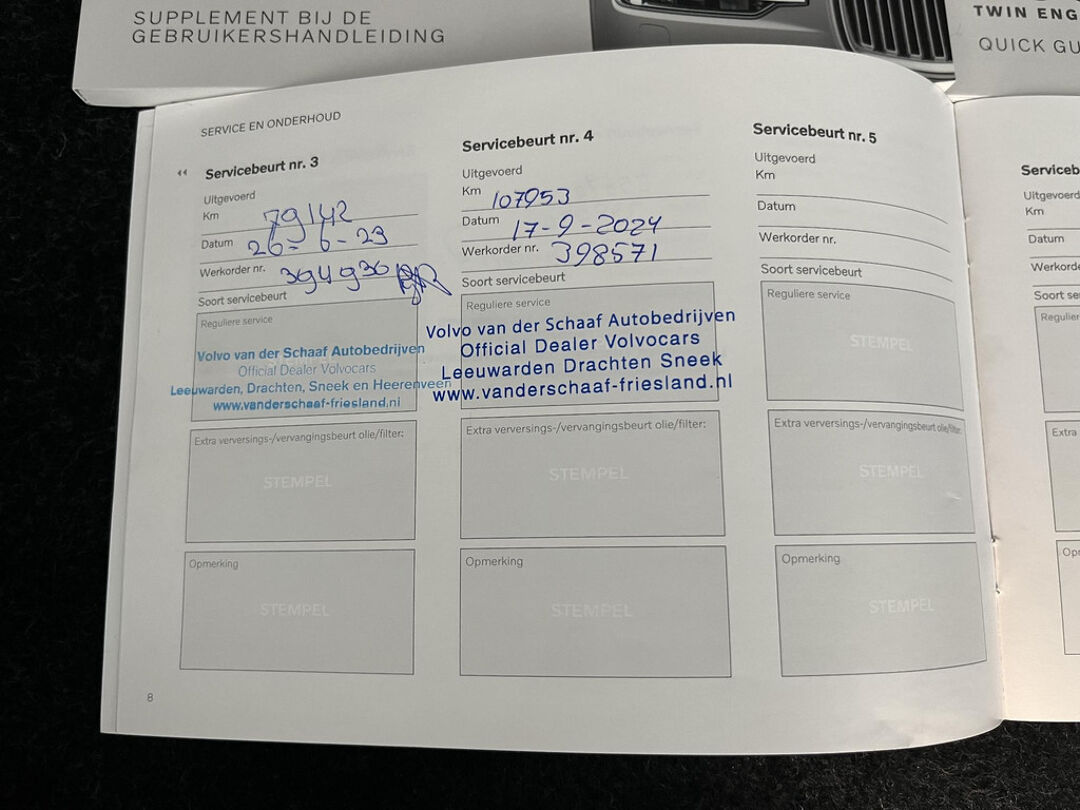 SUPPLEMENT BIJ DE
GEBRUIKERSHANDLEIDING
TWIN ENG
QUICK GU
SERVICE EN ONDERHOUD
Servicebeurt nr. 3
Uitgevoerd
Km 79142
Datum 26-6-23
Werkorder nr. 394936
Soort servicebeurt
Reguliere service
Volvo van der Schaaf Autobedrijven
Official Dealer Volvocars
Leeuwarden, Drachten, Sneek en Heerenveen
www.vanderschaaf-friesland.nl
Extra verversings-/vervangingsbeurt olie/filter:
STEMPEL
Opmerking
STEMPEL
Servicebeurt nr. 4
Uitgevoerd
Km 107953
Datum 17-9-2024
Werkorder nr. 398571
Soort servicebeurt
Reguliere service
Volvo van der Schaaf Autobedrijven
Official Dealer Volvocars
Leeuwarden Drachten Sneek
www.vanderschaaf-friesland.nl
Extra verversings-/vervangingsbeurt olie/filter:
STEMPEL
Opmerking
STEMPEL
Servicebeurt nr. 5
Uitgevoerd
Km
Datum
Werkorder nr.
Soort servicebeurt
Reguliere service
STEMPEL
Extra verversings-/vervangingsbeurt olie/filter:
STEMPEL
Opmerking
STEMPEL
8
Serviceb
Uitgevoerd
Km
Datum
Werkorde
Soort se
Regulier
Extra
Op